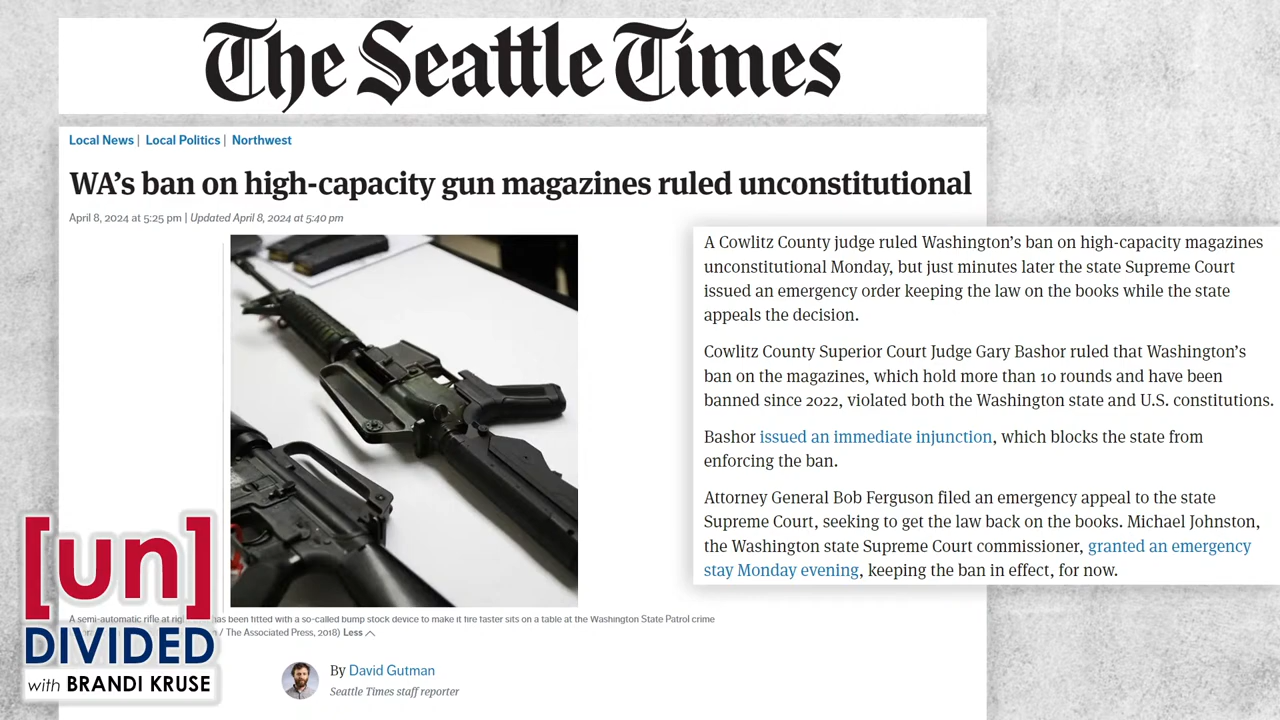 The Seattle Times
Local News | Local Politics | Northwest
WA's ban on high-capacity gun magazines ruled unconstitutional
April 8, 2024 at 5:25 pm | Updated April 8, 2024 at 5:40 pm
A Cowlitz County judge ruled Washington's ban on high-capacity magazines
unconstitutional Monday, but just minutes later the state Supreme Court
issued an emergency order keeping the law on the books while the state
appeals the decision.
Cowlitz County Superior Court Judge Gary Bashor ruled that Washington's
ban on the magazines, which hold more than 10 rounds and have been
banned since 2022, violated both the Washington state and U.S. constitutions.
Bashor issued an immediate injunction, which blocks the state from
enforcing the ban.
Attorney General Bob Ferguson filed an emergency appeal to the state
Supreme Court, seeking to get the law back on the books. Michael Johnston,
the Washington state Supreme Court commissioner, granted an emergency
stay Monday evening, keeping the ban in effect, for now.
A semi-automatic rifle at has been fitted with a so-called bump stock device to make it fire faster sits on a table at the Washington State Patrol crime
/ The Associated Press, 2018) Less
By David Gutman
Seattle Times staff reporter
[un]
DIVIDED
with BRANDI KRUSE